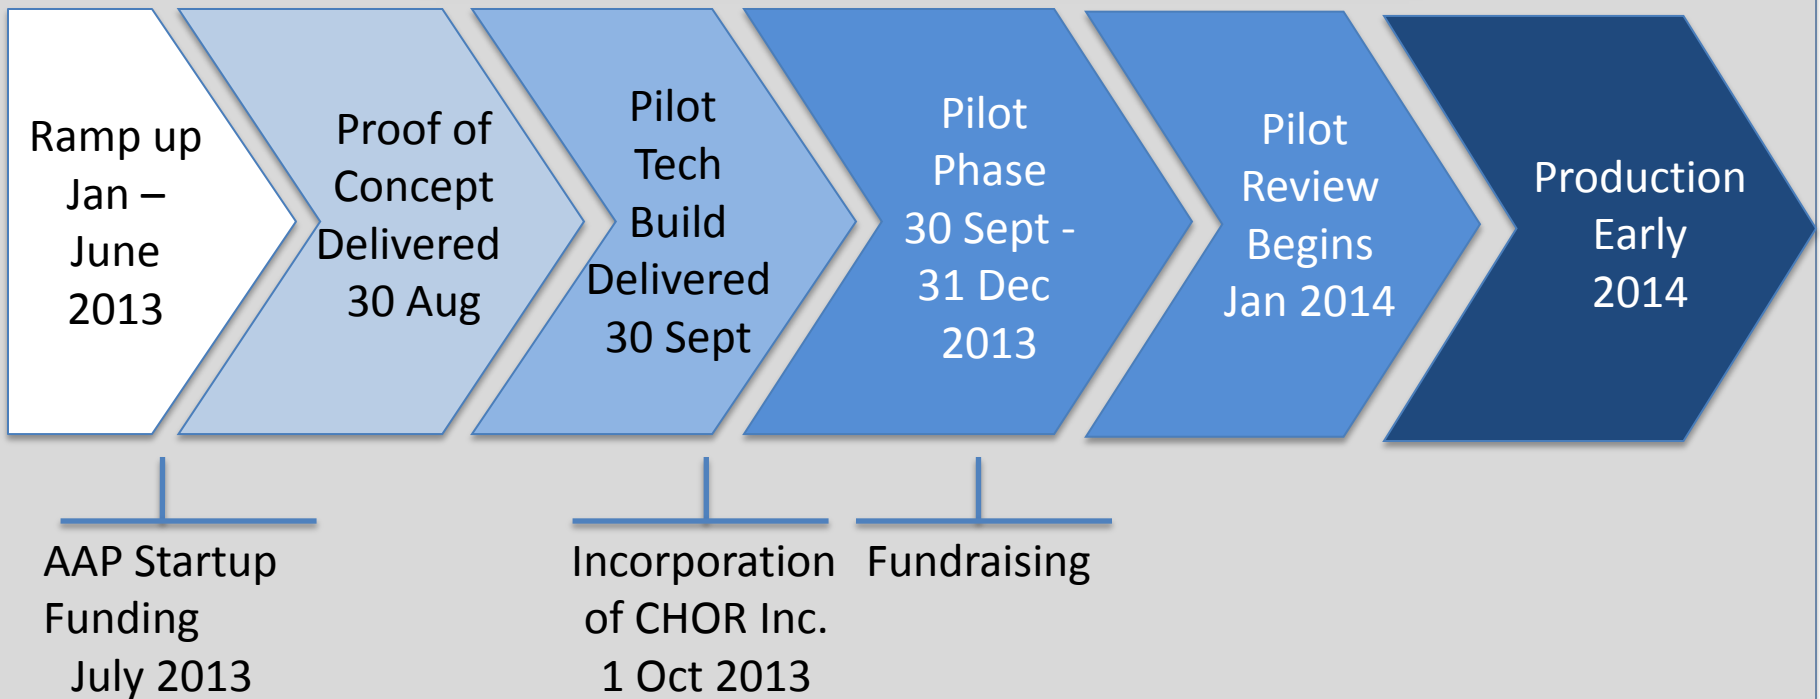 Ramp up
Jan –
June
2013
Proof of
Concept
Delivered
30 Aug
Pilot
Tech
Build
Delivered
30 Sept
Pilot
Phase
30 Sept -
31 Dec
2013
Pilot
Review
Begins
Jan 2014
Production
Early
2014
AAP Startup
Funding
July 2013
Incorporation
of CHOR Inc.
1 Oct 2013
Fundraising